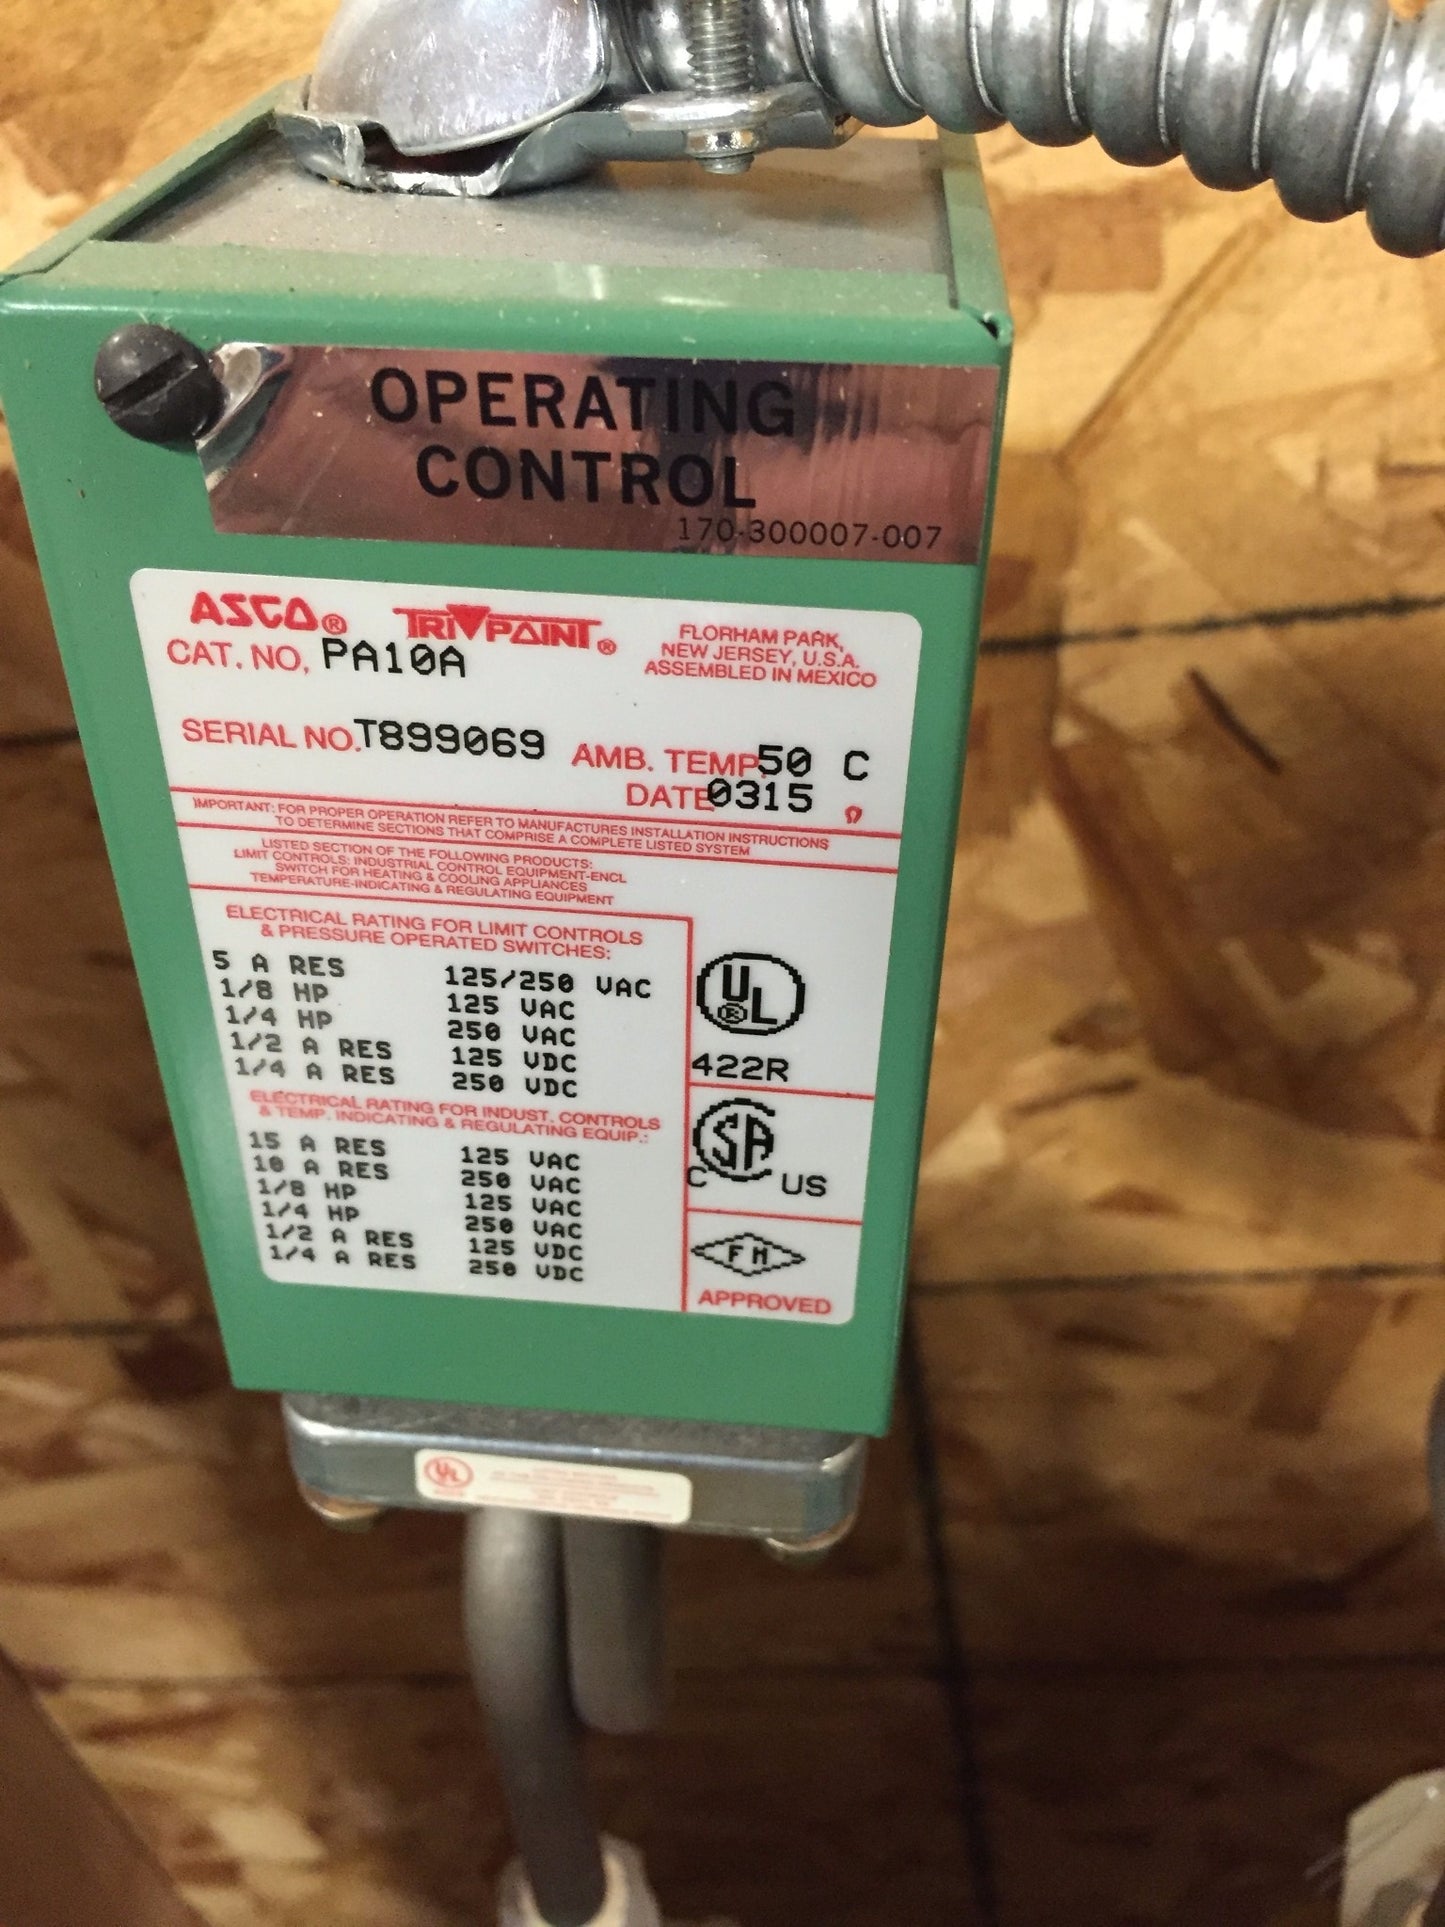 OPERATING
CONTROL
170-300007-007
ASCO® TRI POINT®
CAT. NO, PA10A
FLORHAM PARK,
NEW JERSEY, U.S.A.
ASSEMBLED IN MEXICO
SERIAL NO. T899069 AMB. TEMP. 50 C
DATE 0315
IMPORTANT: FOR PROPER OPERATION REFER TO MANUFACTURES INSTALLATION INSTRUCTIONS
TO DETERMINE SECTIONS THAT COMPRISE A COMPLETE LISTED SYSTEM
LISTED SECTION OF THE FOLLOWING PRODUCTS:
LIMIT CONTROLS: INDUSTRIAL CONTROL EQUIPMENT-ENCL
SWITCH FOR HEATING & COOLING APPLIANCES
TEMPERATURE-INDICATING & REGULATING EQUIPMENT
ELECTRICAL RATING FOR LIMIT CONTROLS
& PRESSURE OPERATED SWITCHES:
5 A RES 125/250 VAC
1/8 HP 125 VAC
1/4 HP 250 VAC
1/2 A RES 125 VDC
1/4 A RES 250 VDC
ELECTRICAL RATING FOR INDUST. CONTROLS
& TEMP. INDICATING & REGULATING EQUIP.:
15 A RES 125 VAC
10 A RES 250 VAC
1/8 HP 125 VAC
1/4 HP 250 VAC
1/2 A RES 125 VDC
1/4 A RES 250 VDC
UL®
422R
C SA US
FM
APPROVED
UL